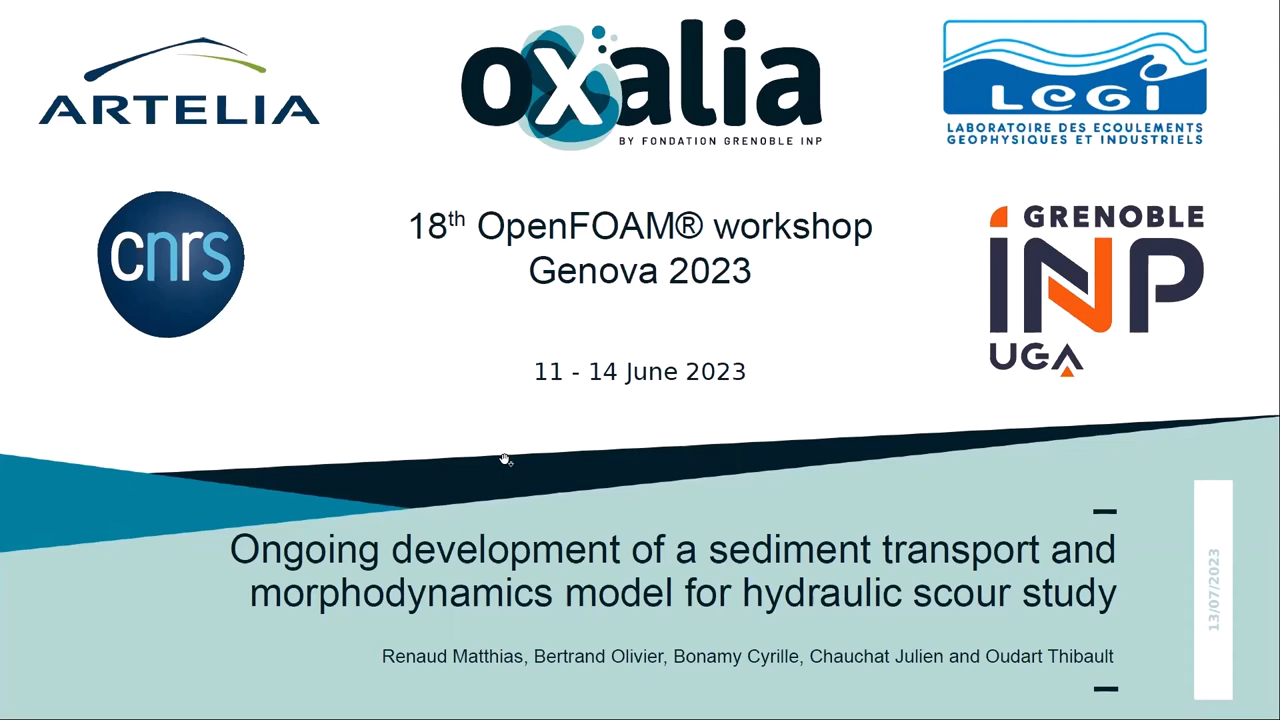 ARTELIA
oxalia
BY FONDATION GRENOBLE INP
LEGI
LABORATOIRE DES ECOULEMENTS
GEOPHYSIQUES ET INDUSTRIELS
cnrs
18th OpenFOAM® workshop
Genova 2023
11 - 14 June 2023
GRENOBLE
INP
UGA
Ongoing development of a sediment transport and
morphodynamics model for hydraulic scour study
Renaud Matthias, Bertrand Olivier, Bonamy Cyrille, Chauchat Julien and Oudart Thibault
13/07/2023